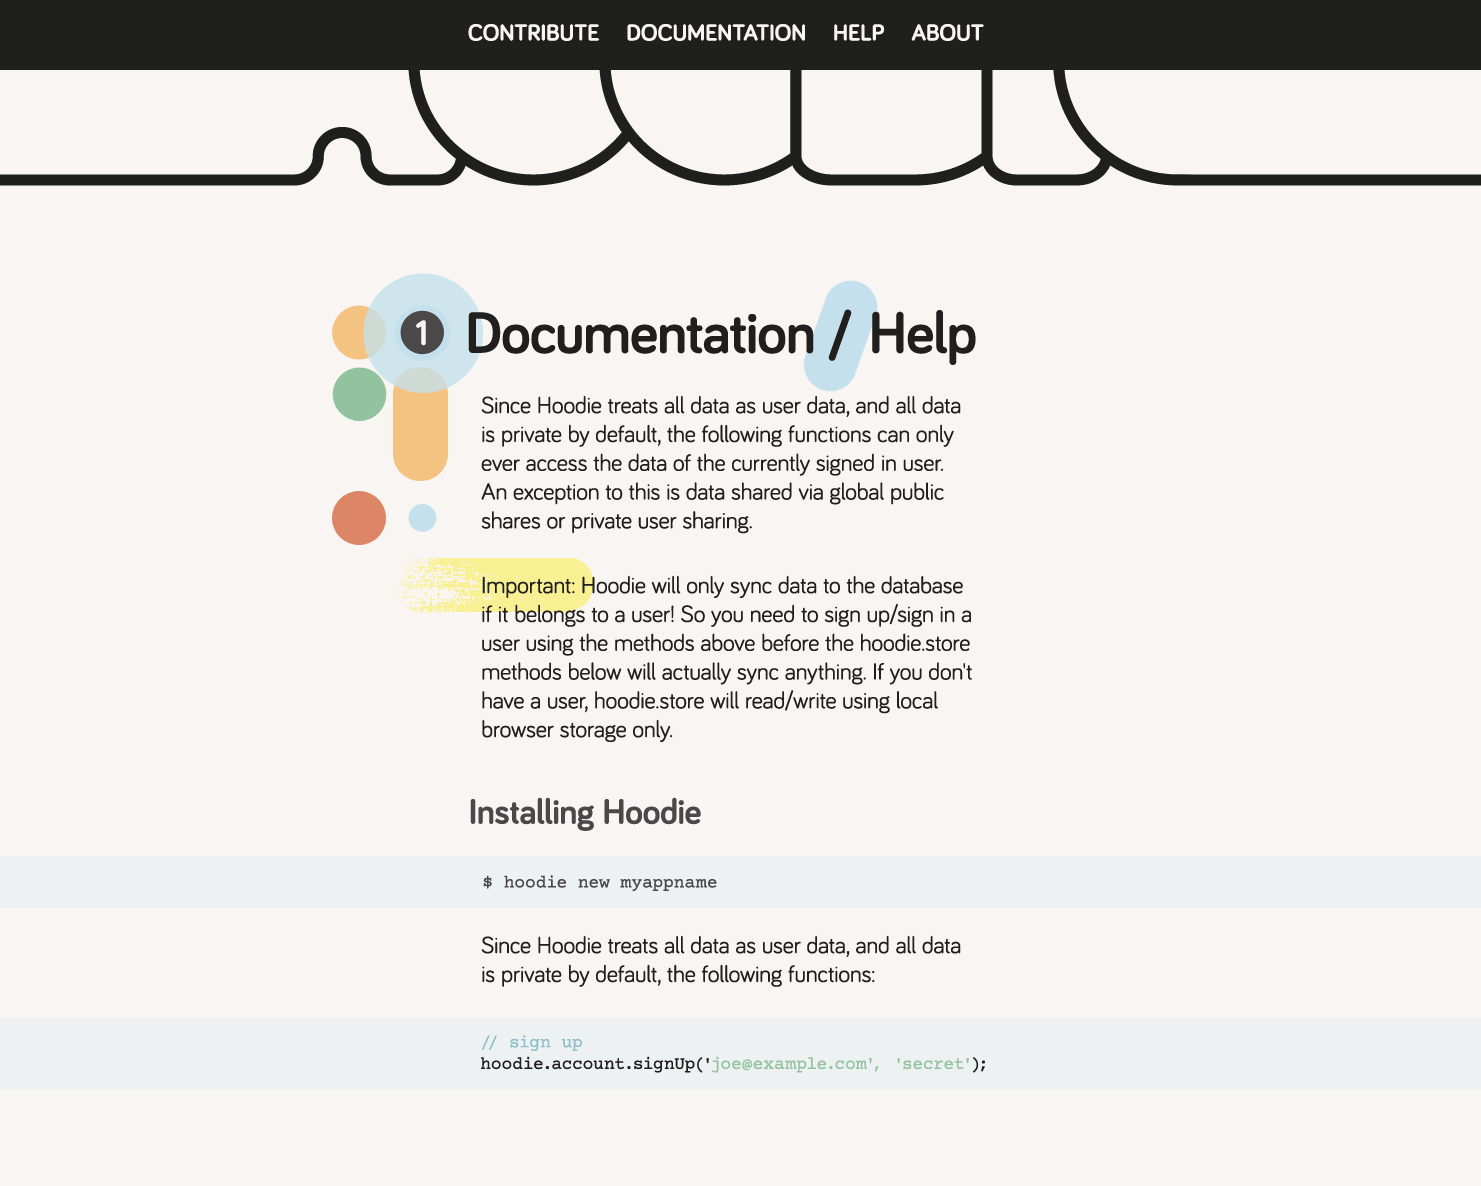 CONTRIBUTE DOCUMENTATION HELP ABOUT
1 Documentation / Help
Since Hoodie treats all data as user data, and all data
is private by default, the following functions can only
ever access the data of the currently signed in user.
An exception to this is data shared via global public
shares or private user sharing.
Important: Hoodie will only sync data to the database
if it belongs to a user! So you need to sign up/sign in a
user using the methods above before the hoodie.store
methods below will actually sync anything. If you don't
have a user, hoodie.store will read/write using local
browser storage only.
Installing Hoodie
$ hoodie new myappname
Since Hoodie treats all data as user data, and all data
is private by default, the following functions:
// sign up
hoodie.account.signUp('joe@example.com', 'secret');